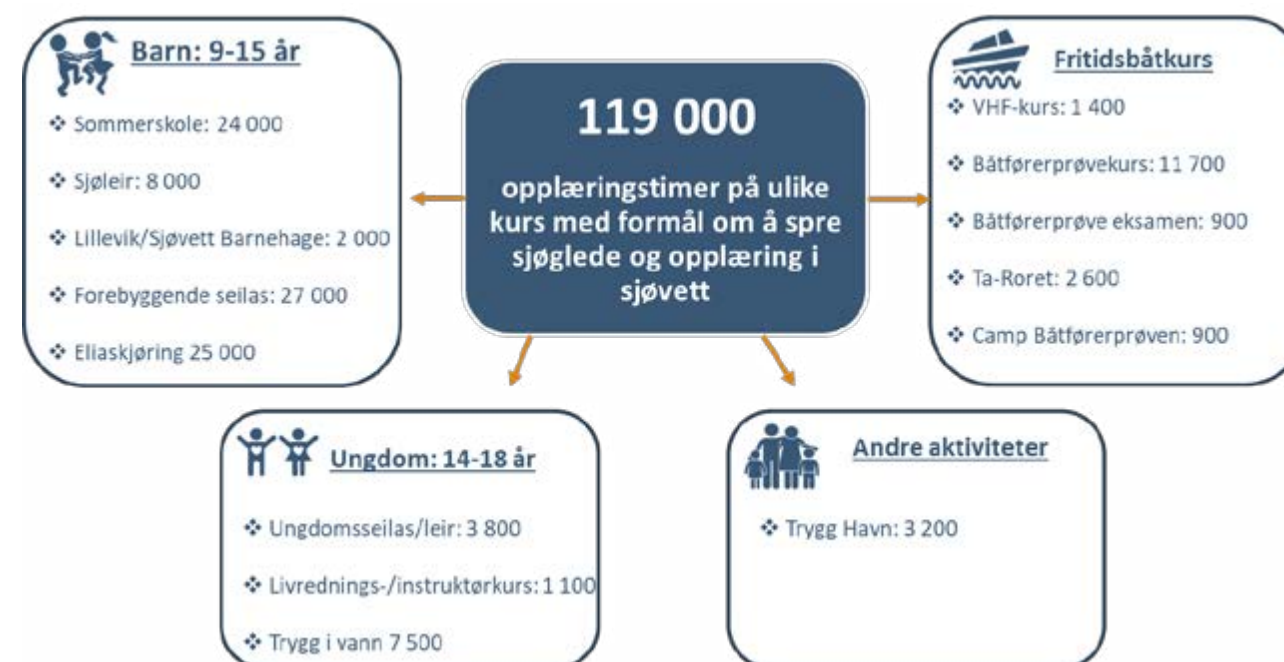 Barn: 9-15 år
❖ Sommerskole: 24 000
❖ Sjøleir: 8 000
❖ Lillevik/Sjøvett Barnehage: 2 000
❖ Forebyggende seilas: 27 000
❖ Eliaskjøring 25 000
119 000
opplæringstimer på ulike
kurs med formål om å spre
sjøglede og opplæring i
sjøvett
Fritidsbåtkurs
❖ VHF-kurs: 1 400
❖ Båtførerprøvekurs: 11 700
❖ Båtførerprøve eksamen: 900
❖ Ta-Roret: 2 600
❖ Camp Båtførerprøven: 900
Ungdom: 14-18 år
❖ Ungdomsseilas/leir: 3 800
❖ Livrednings-/instruktørkurs: 1 100
❖ Trygg i vann 7 500
Andre aktiviteter
❖ Trygg Havn: 3 200